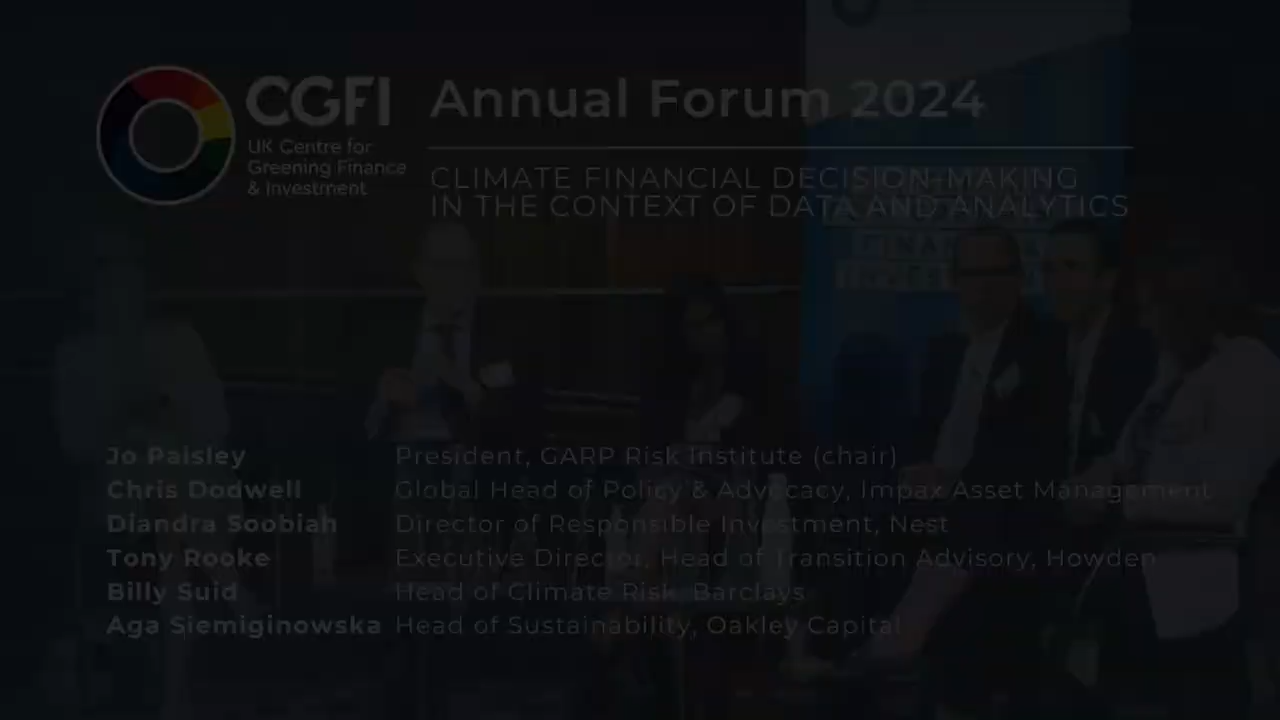 CGFI
UK Centre for
Greening Finance
& Investment
Annual Forum 2024
CLIMATE FINANCIAL DECISION-MAKING
IN THE CONTEXT OF DATA AND ANALYTICS
Jo Paisley President, GARP Risk Institute (chair)
Chris Dodwell Global Head of Policy & Advocacy, Impax Asset Management
Diandra Soobiah Director of Responsible Investment, Nest
Tony Rooke Executive Director, Head of Transition Advisory, Howden
Billy Suid Head of Climate Risk, Barclays
Aga Siemiginowska Head of Sustainability, Oakley Capital